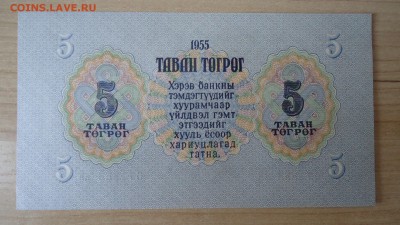 COINS.LAVE.RU
5 5
1955
ТАВАН ТӨГРӨГ
Хэрэв банкны
тэмдэгтүүдийг
хуурамчаар
үйлдвэл гэмт
этгээдийг
хууль ёсоор
хариуцлагад
татна.
5
ТАВАН
ТӨГРӨГ
5
ТАВАН
ТӨГРӨГ
5 5